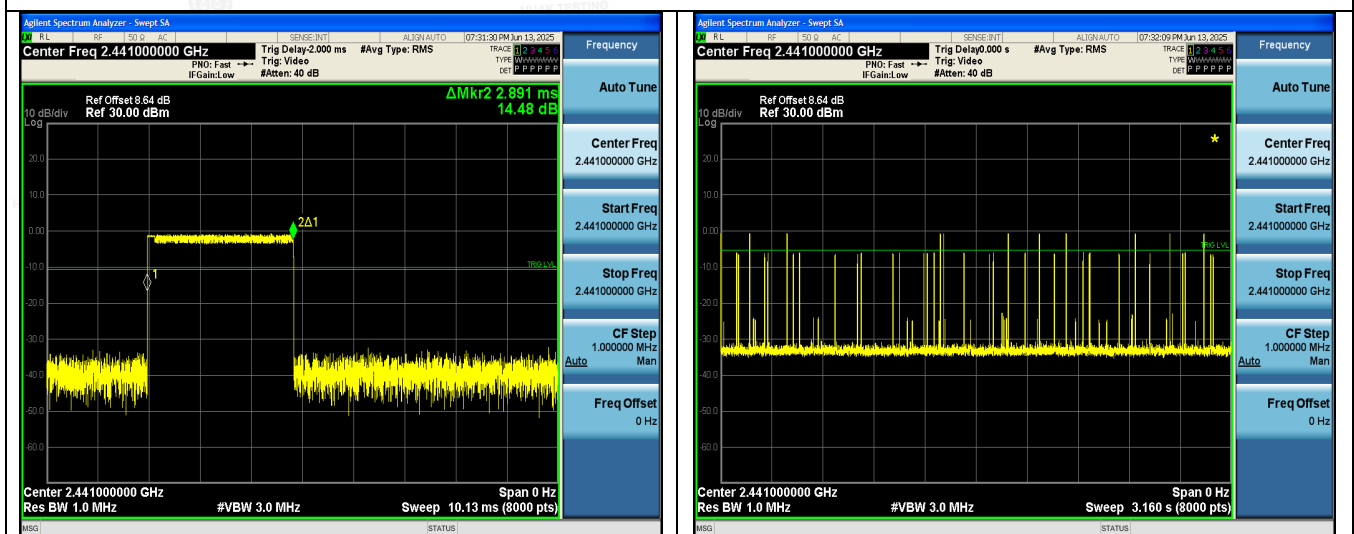 Agilent Spectrum Analyzer - Swept SA
LXI RL RF 50 Ω AC SENSE:INT ALIGNAUTO 07:31:30 PM Jun 13, 2025
Center Freq 2.441000000 GHz
PNO: Fast
IFGain:Low
Trig Delay-2.000 ms
Trig: Video
#Atten: 40 dB
#Avg Type: RMS
TRACE 1 2 3 4 5 6
TYPE
DET P P P P P P
ΔMkr2 2.891 ms
14.48 dB
Ref Offset 8.64 dB
10 dB/div Ref 30.00 dBm
Log
20.0
10.0
0.00
-10.0
-20.0
-30.0
-40.0
-50.0
-60.0
2Δ1
1
TRIG LVL
Center 2.441000000 GHz Span 0 Hz
Res BW 1.0 MHz #VBW 3.0 MHz Sweep 10.13 ms (8000 pts)
MSG STATUS
Frequency
Auto Tune
Center Freq
2.441000000 GHz
Start Freq
2.441000000 GHz
Stop Freq
2.441000000 GHz
CF Step
1.000000 MHz
Auto Man
Freq Offset
0 Hz
Agilent Spectrum Analyzer - Swept SA
LXI RL RF 50 Ω AC SENSE:INT ALIGNAUTO 07:32:09 PM Jun 13, 2025
Center Freq 2.441000000 GHz
PNO: Fast
IFGain:Low
Trig Delay0.000 s
Trig: Video
#Atten: 40 dB
#Avg Type: RMS
TRACE 1 2 3 4 5 6
TYPE
DET P P P P P P
Ref Offset 8.64 dB
10 dB/div Ref 30.00 dBm
Log
*
20.0
10.0
0.00
-10.0
-20.0
-30.0
-40.0
-50.0
-60.0
TRIG LVL
Center 2.441000000 GHz Span 0 Hz
Res BW 1.0 MHz #VBW 3.0 MHz Sweep 3.160 s (8000 pts)
MSG STATUS
Frequency
Auto Tune
Center Freq
2.441000000 GHz
Start Freq
2.441000000 GHz
Stop Freq
2.441000000 GHz
CF Step
1.000000 MHz
Auto Man
Freq Offset
0 Hz